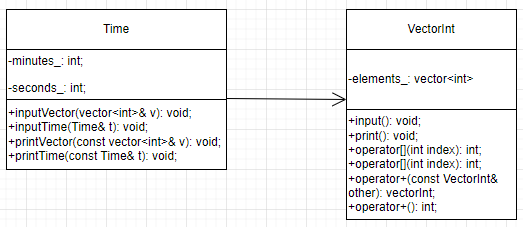 Time
-minutes_: int;
-seconds_: int;
+inputVector(vector<int>& v): void;
+inputTime(Time& t): void;
+printVector(const vector<int>& v): void;
+printTime(const Time& t): void;
VectorInt
-elements_: vector<int>
+input(): void;
+print(): void;
+operator[](int index): int;
+operator[](int index): int;
+operator+(const VectorInt&
other): vectorInt;
+operator+(): int;